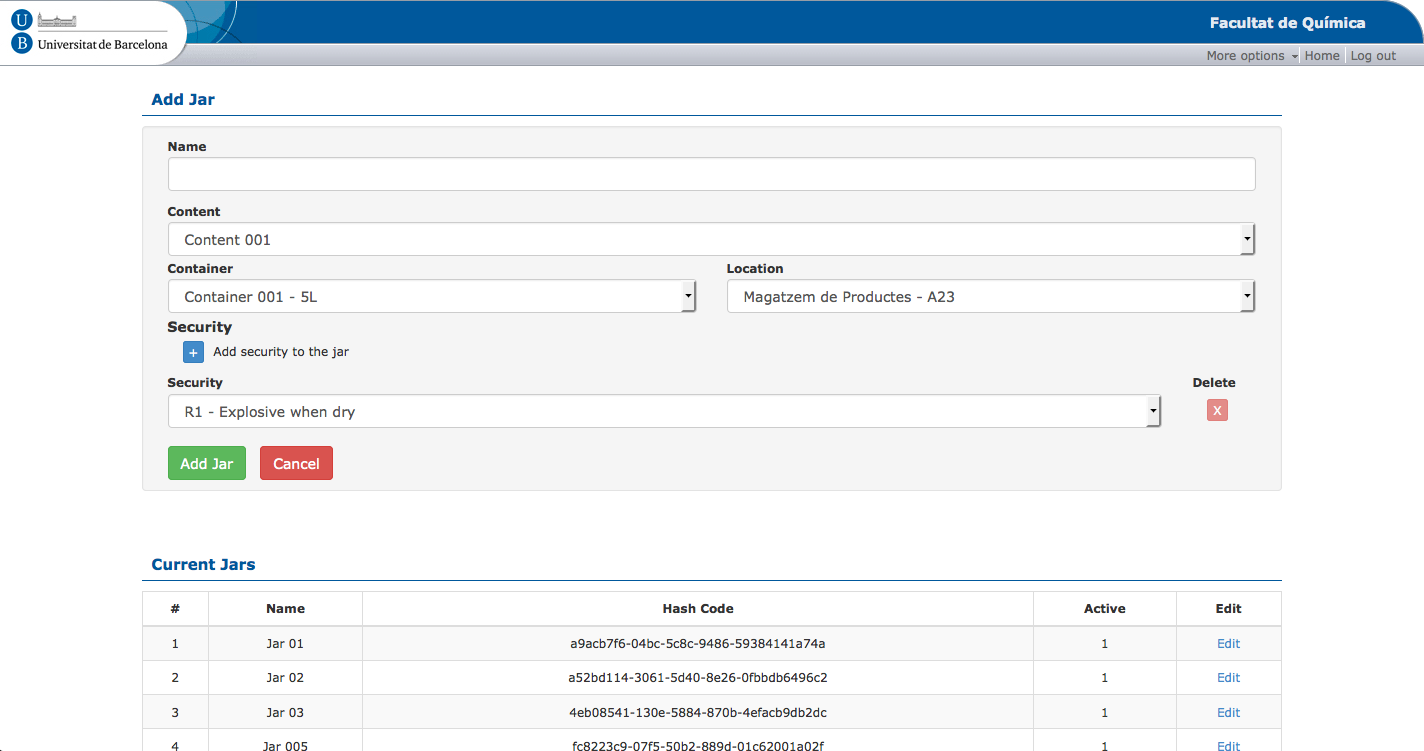 U
B
Universitat de Barcelona
Facultat de Química
More options Home Log out
Add Jar
Name
Content
Content 001
Container Location
Container 001 - 5L Magatzem de Productes - A23
Security
+ Add security to the jar
Security Delete
R1 - Explosive when dry X
Add Jar Cancel
Current Jars
# Name Hash Code Active Edit
1 Jar 01 a9acb7f6-04bc-5c8c-9486-59384141a74a 1 Edit
2 Jar 02 a52bd114-3061-5d40-8e26-0fbbdb6496c2 1 Edit
3 Jar 03 4eb08541-130e-5884-870b-4efacb9db2dc 1 Edit
4 Jar 005 fc8223c9-07f5-50b2-889d-01c62001a02f 1 Edit